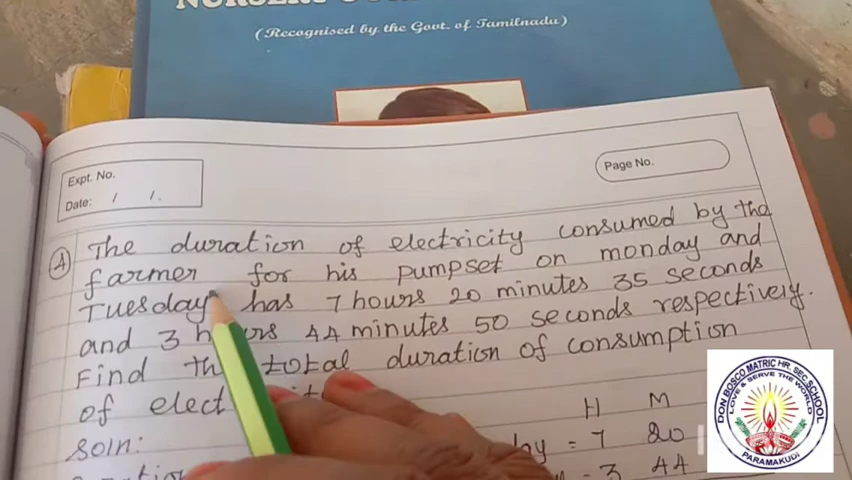 (Recognised by the Govt. of Tamilnadu)
Expt. No.
Date: / /.
Page No.
A The duration of electricity consumed by the
farmer for his pumpset on monday and
Tuesday has 7 hours 20 minutes 35 seconds
and 3 hours 44 minutes 50 seconds respectively.
Find the total duration of consumption
of elect
H M
soln:
= 7 20
= 3 44
DON BOSCO MATRIC HR. SEC SCHOOL
LOVE & SERVE THE WORLD
PARAMAKUDI